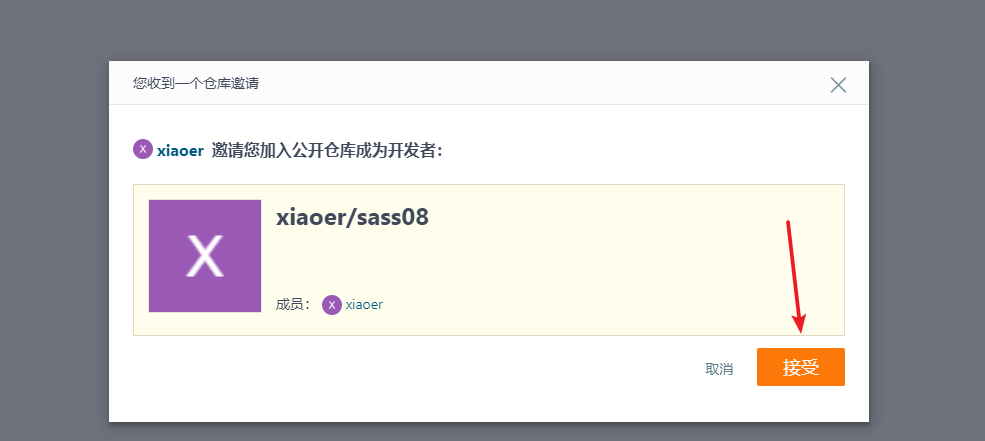 您收到一个仓库邀请
X xiaoer 邀请您加入公开仓库成为开发者：
X
xiaoer/sass08
成员： X xiaoer
取消 接受